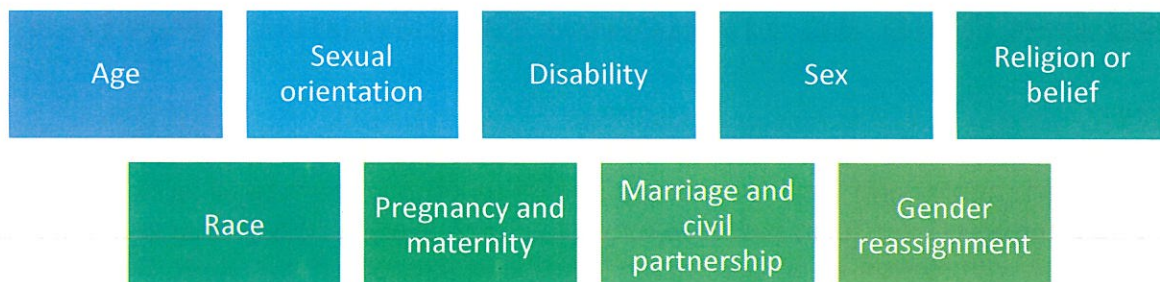 Age
Sexual
orientation
Disability
Sex
Religion or
belief
Race
Pregnancy and
maternity
Marriage and
civil
partnership
Gender
reassignment